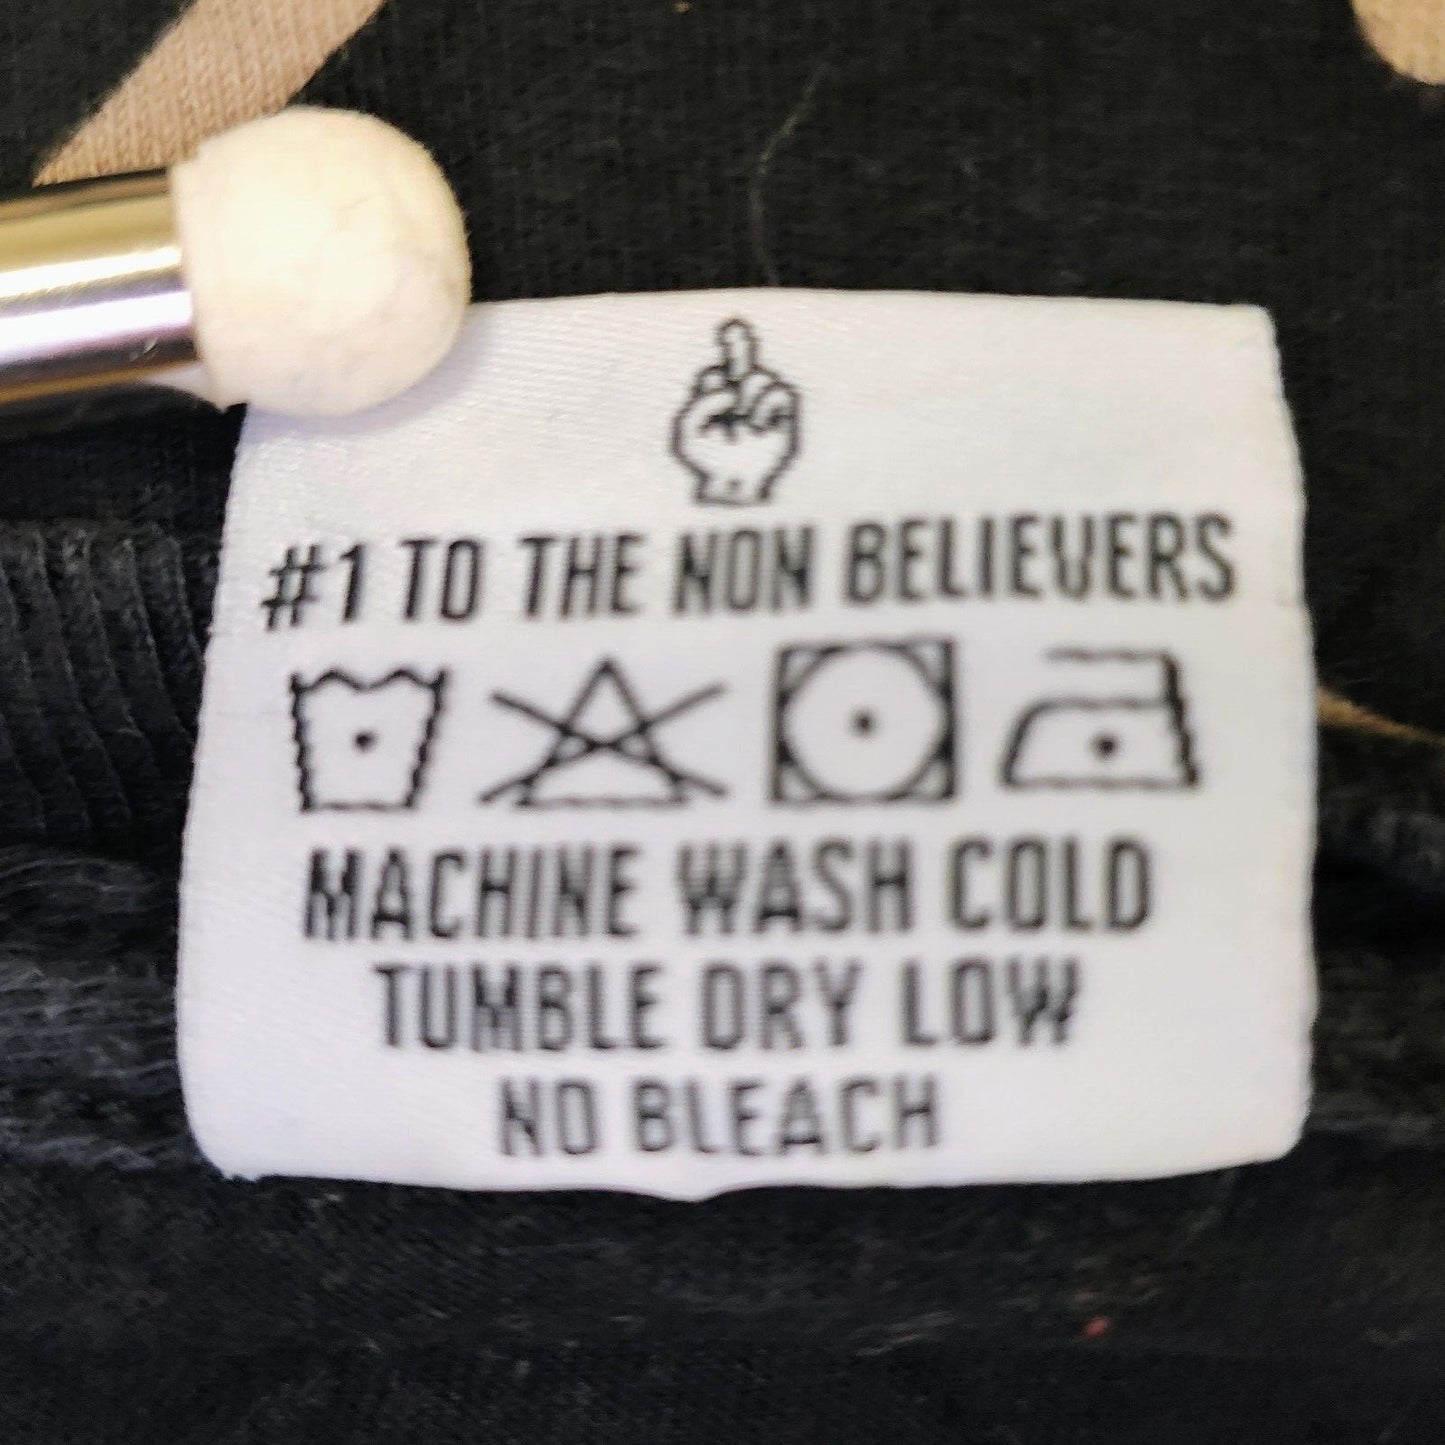 #1 TO THE NON BELIEVERS
MACHINE WASH COLD
TUMBLE DRY LOW
NO BLEACH